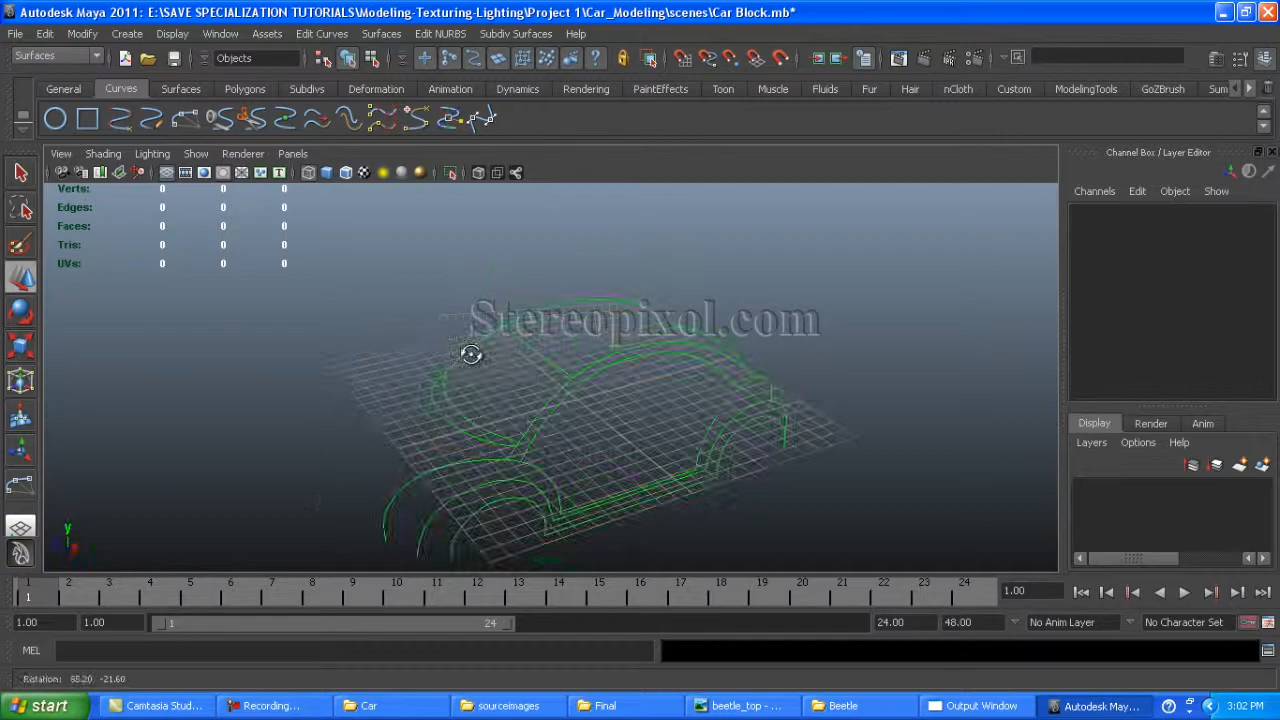 Autodesk Maya 2011: E:\SAVE SPECIALIZATION TUTORIALS\Modeling-Texturing-Lighting\Project 1\Car_Modeling\scenes\Car Block.mb*
File Edit Modify Create Display Window Assets Edit Curves Surfaces Edit NURBS Subdiv Surfaces Help
Surfaces Objects
General Curves Surfaces Polygons Subdivs Deformation Animation Dynamics Rendering PaintEffects Toon Muscle Fluids Fur Hair nCloth Custom ModelingTools GoZBrush Sum
View Shading Lighting Show Renderer Panels
Channel Box / Layer Editor
Channels Edit Object Show
Verts: 0 0 0
Edges: 0 0 0
Faces: 0 0 0
Tris: 0 0 0
UVs: 0 0 0
Stereopixol.com
Display Render Anim
Layers Options Help
y
1 2 3 4 5 6 7 8 9 10 11 12 13 14 15 16 17 18 19 20 21 22 23 24
1 1.00
1.00 1.00 1 24 24.00 48.00 No Anim Layer No Character Set
MEL
Rotation: 65.20 -21.60
start Camtasia Stud... Recording... Car sourceimages Final beetle_top - ... Beetle Output Window Autodesk May... 3:02 PM